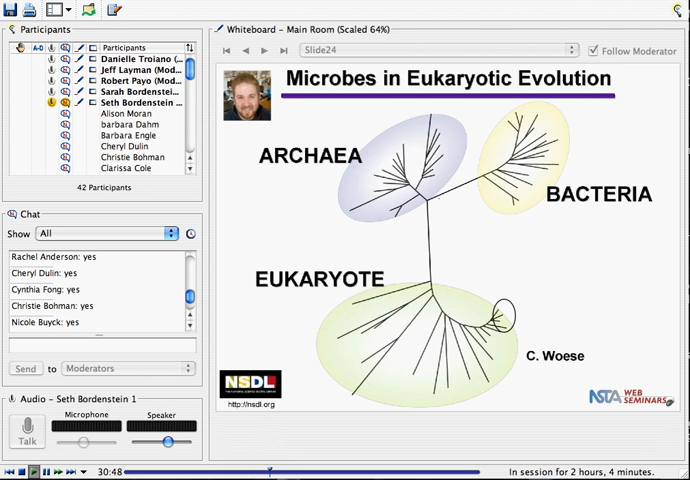 Participants
A-O
Participants
Danielle Troiano (...
Jeff Layman (Mod...
Robert Payo (Mod...
Sarah Bordenstei...
Seth Bordenstein ...
Alison Moran
barbara Dahm
Barbara Engle
Cheryl Dulin
Christie Bohman
Clarissa Cole
42 Participants
Chat
Show All
Rachel Anderson: yes
Cheryl Dulin: yes
Cynthia Fong: yes
Christie Bohman: yes
Nicole Buyck: yes
Send to Moderators
Audio - Seth Bordenstein 1
Microphone Speaker
Talk
Whiteboard - Main Room (Scaled 64%)
Slide24 Follow Moderator
Microbes in Eukaryotic Evolution
ARCHAEA
BACTERIA
EUKARYOTE
C. Woese
NSDL
http://nsdl.org
NSTA WEB SEMINARS
30:48
In session for 2 hours, 4 minutes.